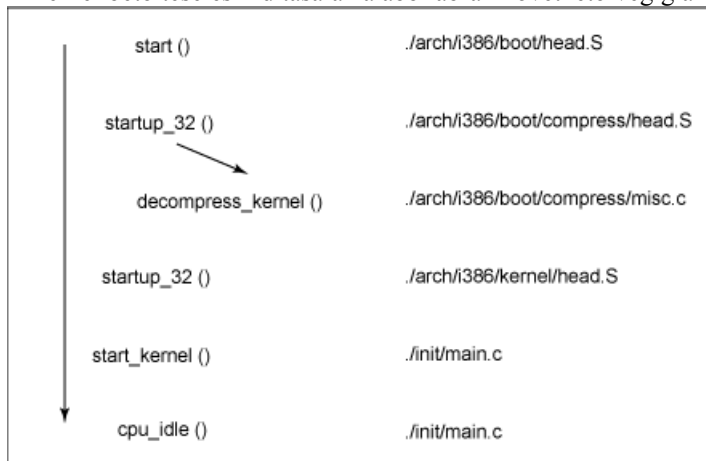 start () ./arch/i386/boot/head.S
startup_32 () ./arch/i386/boot/compress/head.S
decompress_kernel () ./arch/i386/boot/compress/misc.c
startup_32 () ./arch/i386/kernel/head.S
start_kernel () ./init/main.c
cpu_idle () ./init/main.c